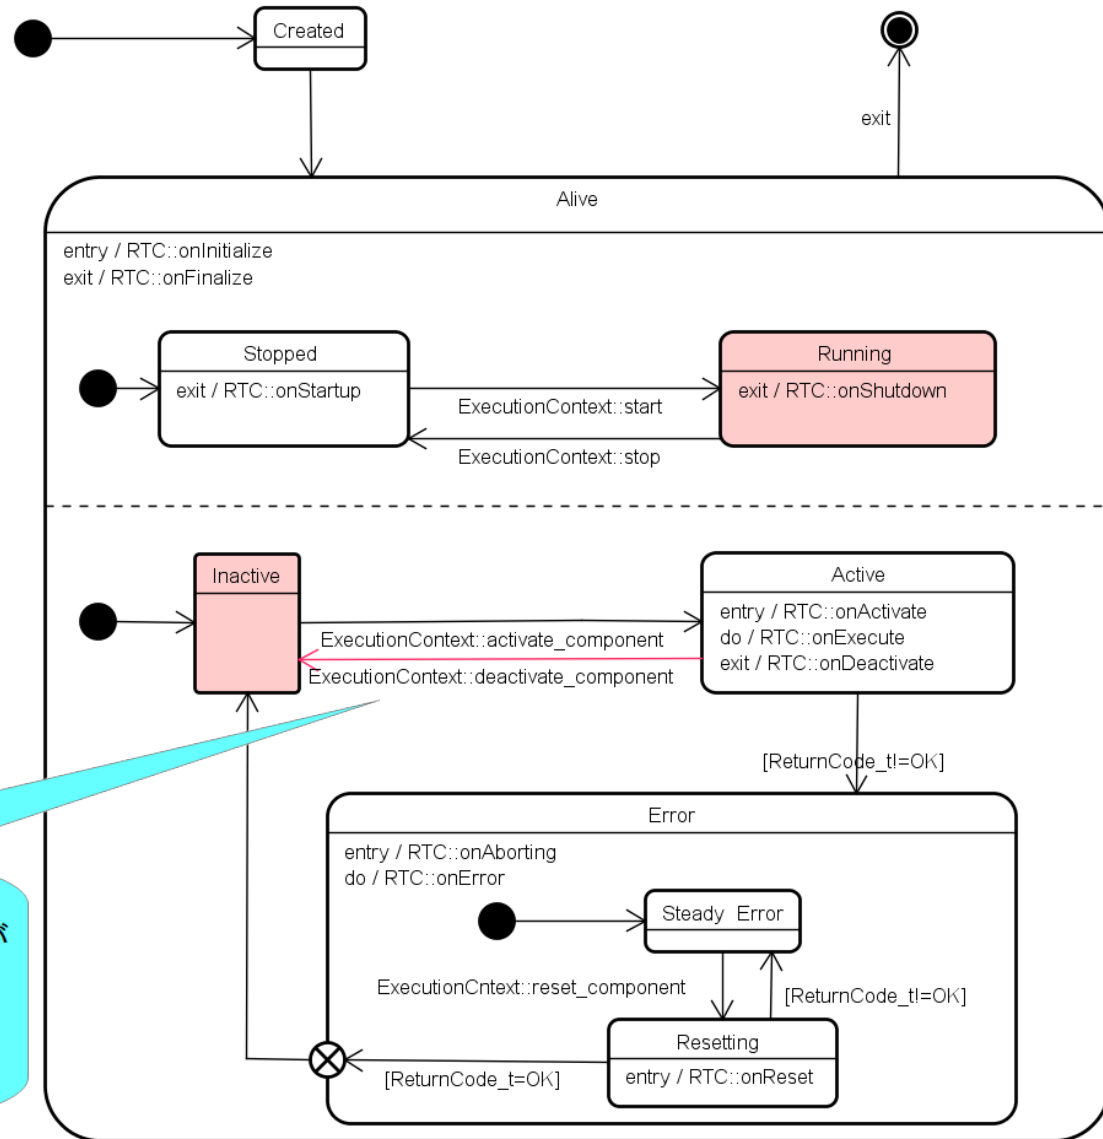 Created
exit
Alive
entry / RTC::onInitialize
exit / RTC::onFinalize
Stopped
exit / RTC::onStartup
Running
exit / RTC::onShutdown
ExecutionContext::start
ExecutionContext::stop
Inactive
Active
entry / RTC::onActivate
do / RTC::onExecute
exit / RTC::onDeactivate
ExecutionContext::activate_component
ExecutionContext::deactivate_component
[ReturnCode_t!=OK]
Error
entry / RTC::onAborting
do / RTC::onError
Steady Error
ExecutionCntext::reset_component
[ReturnCode_t!=OK]
Resetting
entry / RTC::onReset
[ReturnCode_t=OK]